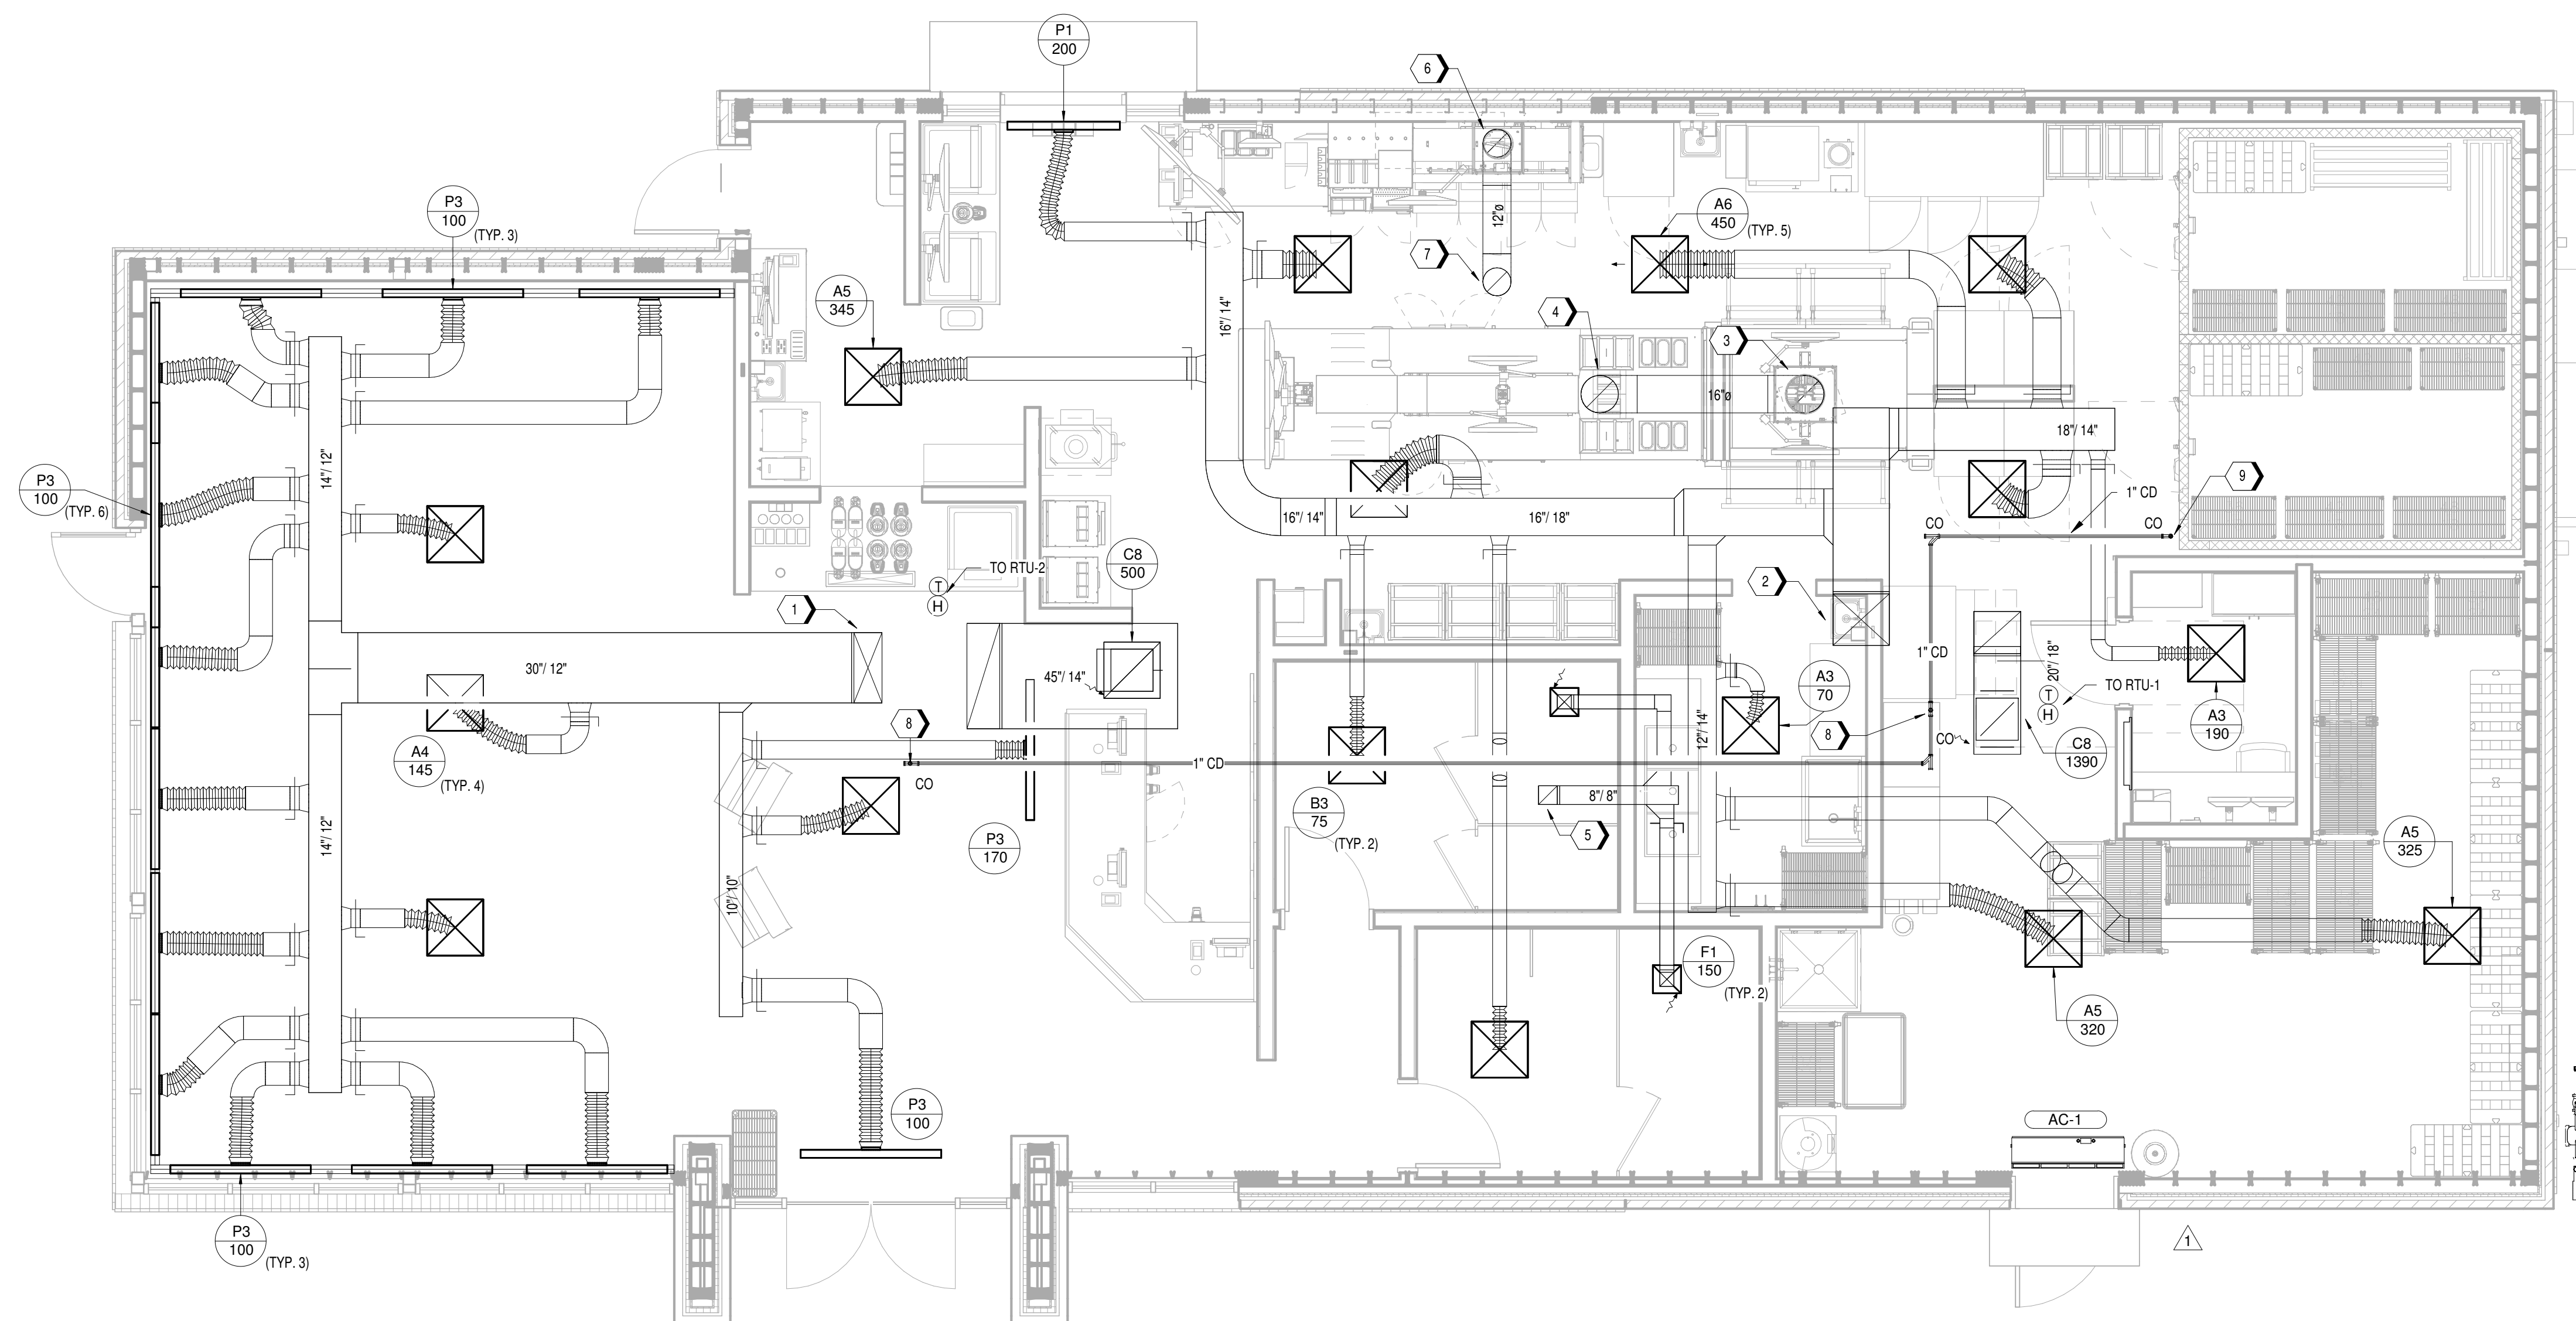 P1
200
6
P3
100
(TYP. 3)
A6
450
(TYP. 5)
12"ø
7
A5
345
16"/ 14"
4
3
16"ø
18"/ 14"
14"/ 12"
P3
100
(TYP. 6)
9
1" CD
CO
CO
16"/ 14"
16"/ 18"
C8
500
TO RTU-2
T
H
2
1
1" CD
20"/ 18"
30"/ 12"
45"/ 14"
A3
70
TO RTU-1
T
H
A3
190
8
12"/ 14"
8
CO
C8
1390
A4
145
(TYP. 4)
1" CD
CO
B3
75
(TYP. 2)
8"/ 8"
5
P3
170
A5
325
14"/ 12"
10"/ 10"
F1
150
(TYP. 2)
A5
320
P3
100
AC-1
P3
100
(TYP. 3)
1